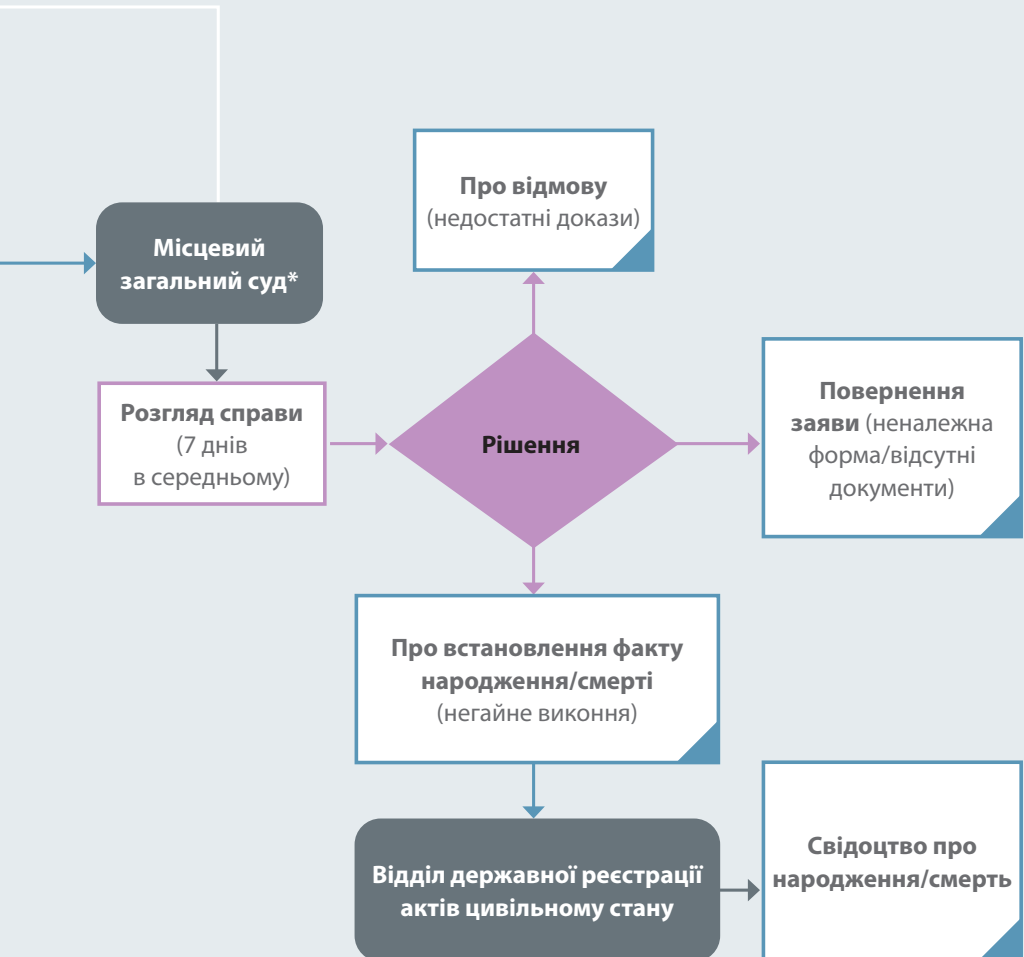 Про відмову
(недостатні докази)
Місцевий
загальний суд*
Розгляд справи
(7 днів
в середньому)
Рішення
Повернення
заяви (неналежна
форма/відсутні
документи)
Про встановлення факту
народження/смерті
(негайне виконня)
Відділ державної реєстрації
актів цивільному стану
Свідоцтво про
народження/смерть